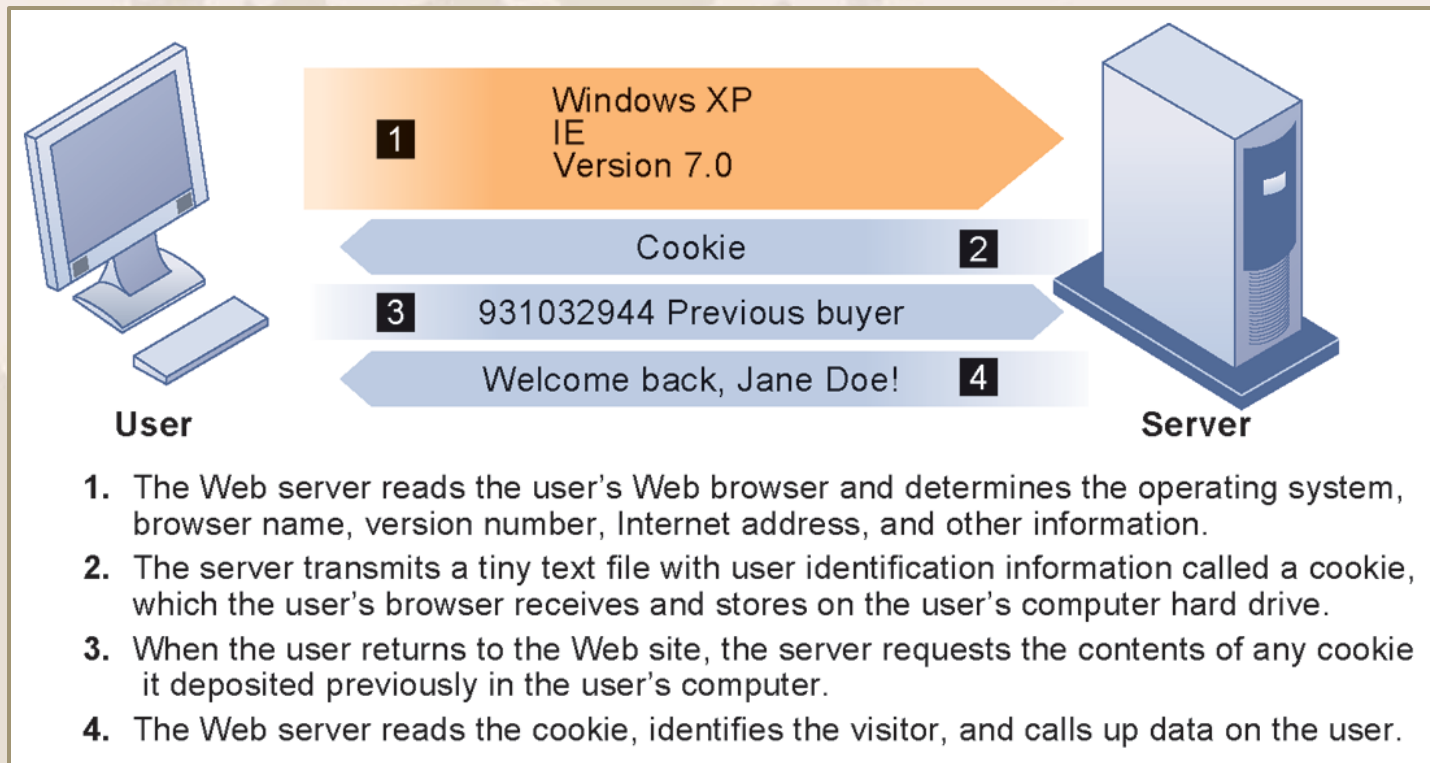 Windows XP
IE
Version 7.0
1
Cookie 2
3 931032944 Previous buyer
Welcome back, Jane Doe! 4
User
Server
1. The Web server reads the user's Web browser and determines the operating system,
browser name, version number, Internet address, and other information.
2. The server transmits a tiny text file with user identification information called a cookie,
which the user's browser receives and stores on the user's computer hard drive.
3. When the user returns to the Web site, the server requests the contents of any cookie
it deposited previously in the user's computer.
4. The Web server reads the cookie, identifies the visitor, and calls up data on the user.